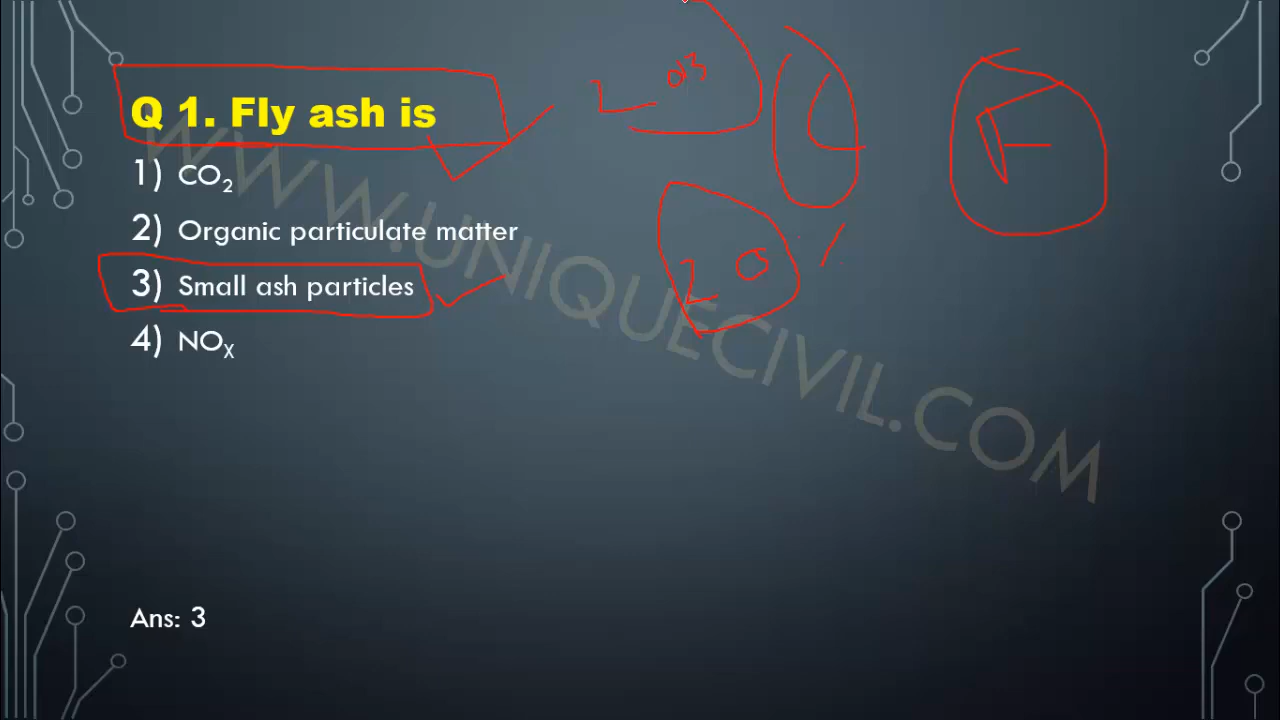 Q 1. Fly ash is
1) CO₂
2) Organic particulate matter
3) Small ash particles
4) NOₓ
WWW.UNIQUECIVIL.COM
Ans: 3